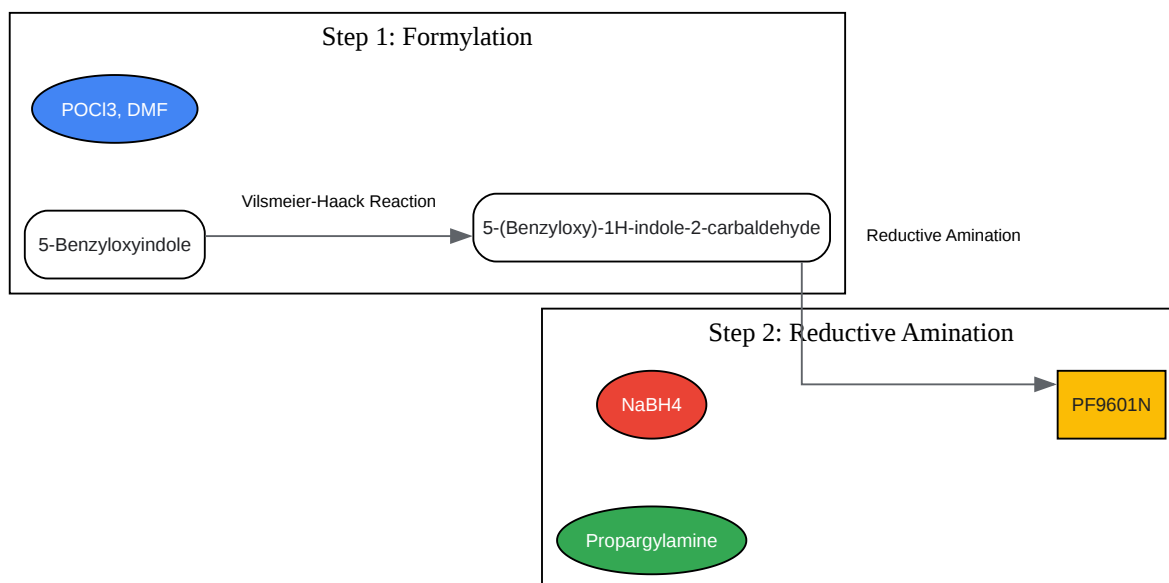 Step 1: Formylation
POCl3, DMF
Vilsmeier-Haack Reaction
5-Benzyloxyindole
5-(Benzyloxy)-1H-indole-2-carbaldehyde
Reductive Amination
Step 2: Reductive Amination
NaBH4
PF9601N
Propargylamine